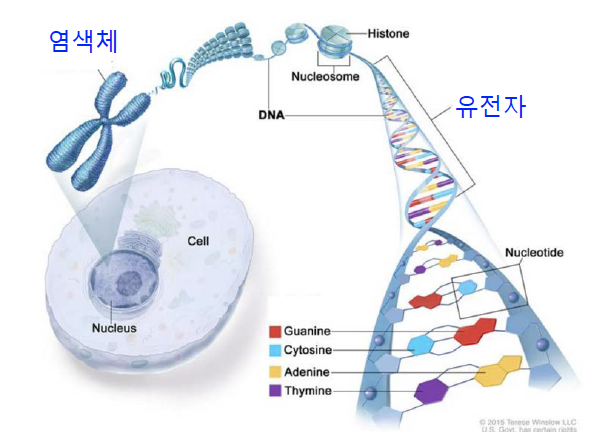 염색체
Histone
Nucleosome
DNA
유전자
Cell
Nucleotide
Nucleus
Guanine
Cytosine
Adenine
Thymine
© 2015 Terese Winslow LLC
U.S. Govt. has certain rights